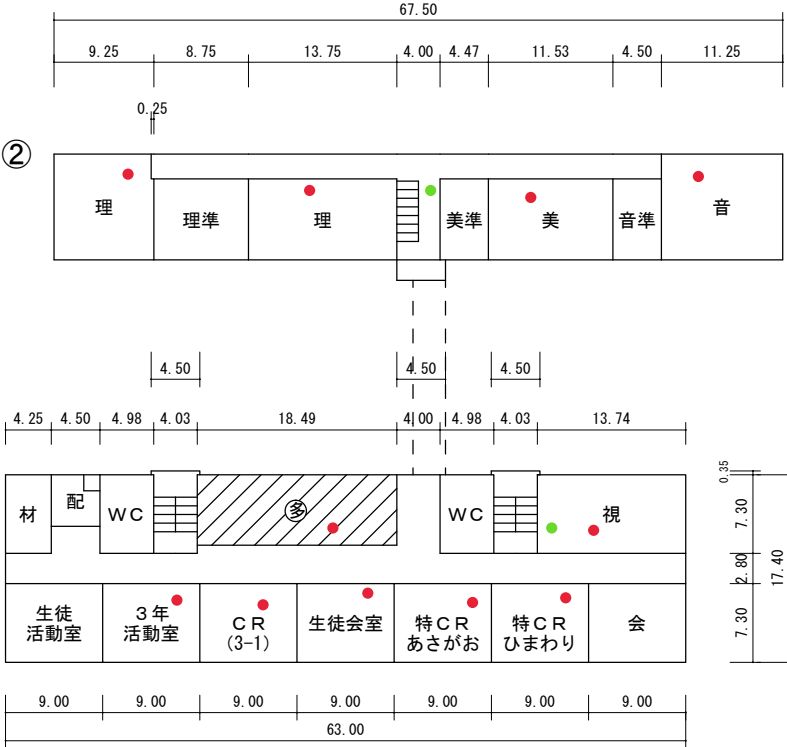 67.50
9.25 8.75 13.75 4.00 4.47 11.53 4.50 11.25
0.25
②
理 理準 理 美準 美 音準 音
4.50 4.50 4.50
4.25 4.50 4.98 4.03 18.49 4.00 4.98 4.03 13.74
材 配 WC 多 WC 視
0.35
7.30
2.80
7.30
17.40
生徒
活動室
3年
活動室
CR
(3-1)
生徒会室
特CR
あさがお
特CR
ひまわり
会
9.00 9.00 9.00 9.00 9.00 9.00 9.00
63.00